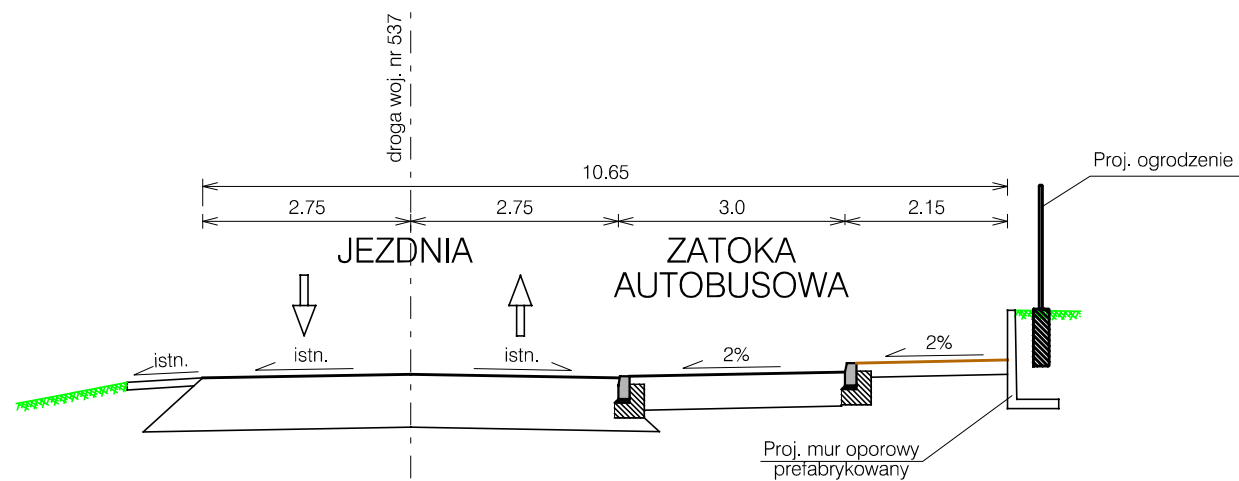 droga woj. nr 537
10.65
2.75
2.75
3.0
2.15
Proj. ogrodzenie
JEZDNIA
ZATOKA
AUTOBUSOWA
istn.
istn.
istn.
2%
2%
Proj. mur oporowy
prefabrykowany